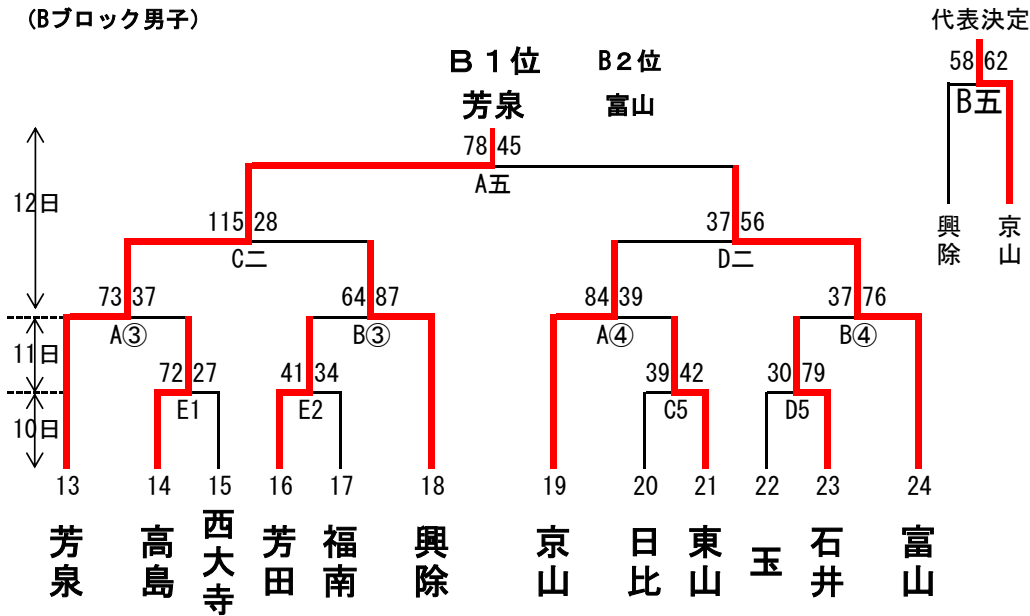 (Bブロック男子)
代表決定
B1位 B2位
芳泉 富山
58 62
B五
興除 京山
78 45
A五
12日
115 28
C二
37 56
D二
73 37
A③
64 87
B③
84 39
A④
37 76
B④
11日
72 27
E1
41 34
E2
39 42
C5
30 79
D5
10日
13 14 15 16 17 18 19 20 21 22 23 24
芳泉 高島 西大寺 芳田 福南 興除 京山 日比 東山 玉 石井 富山